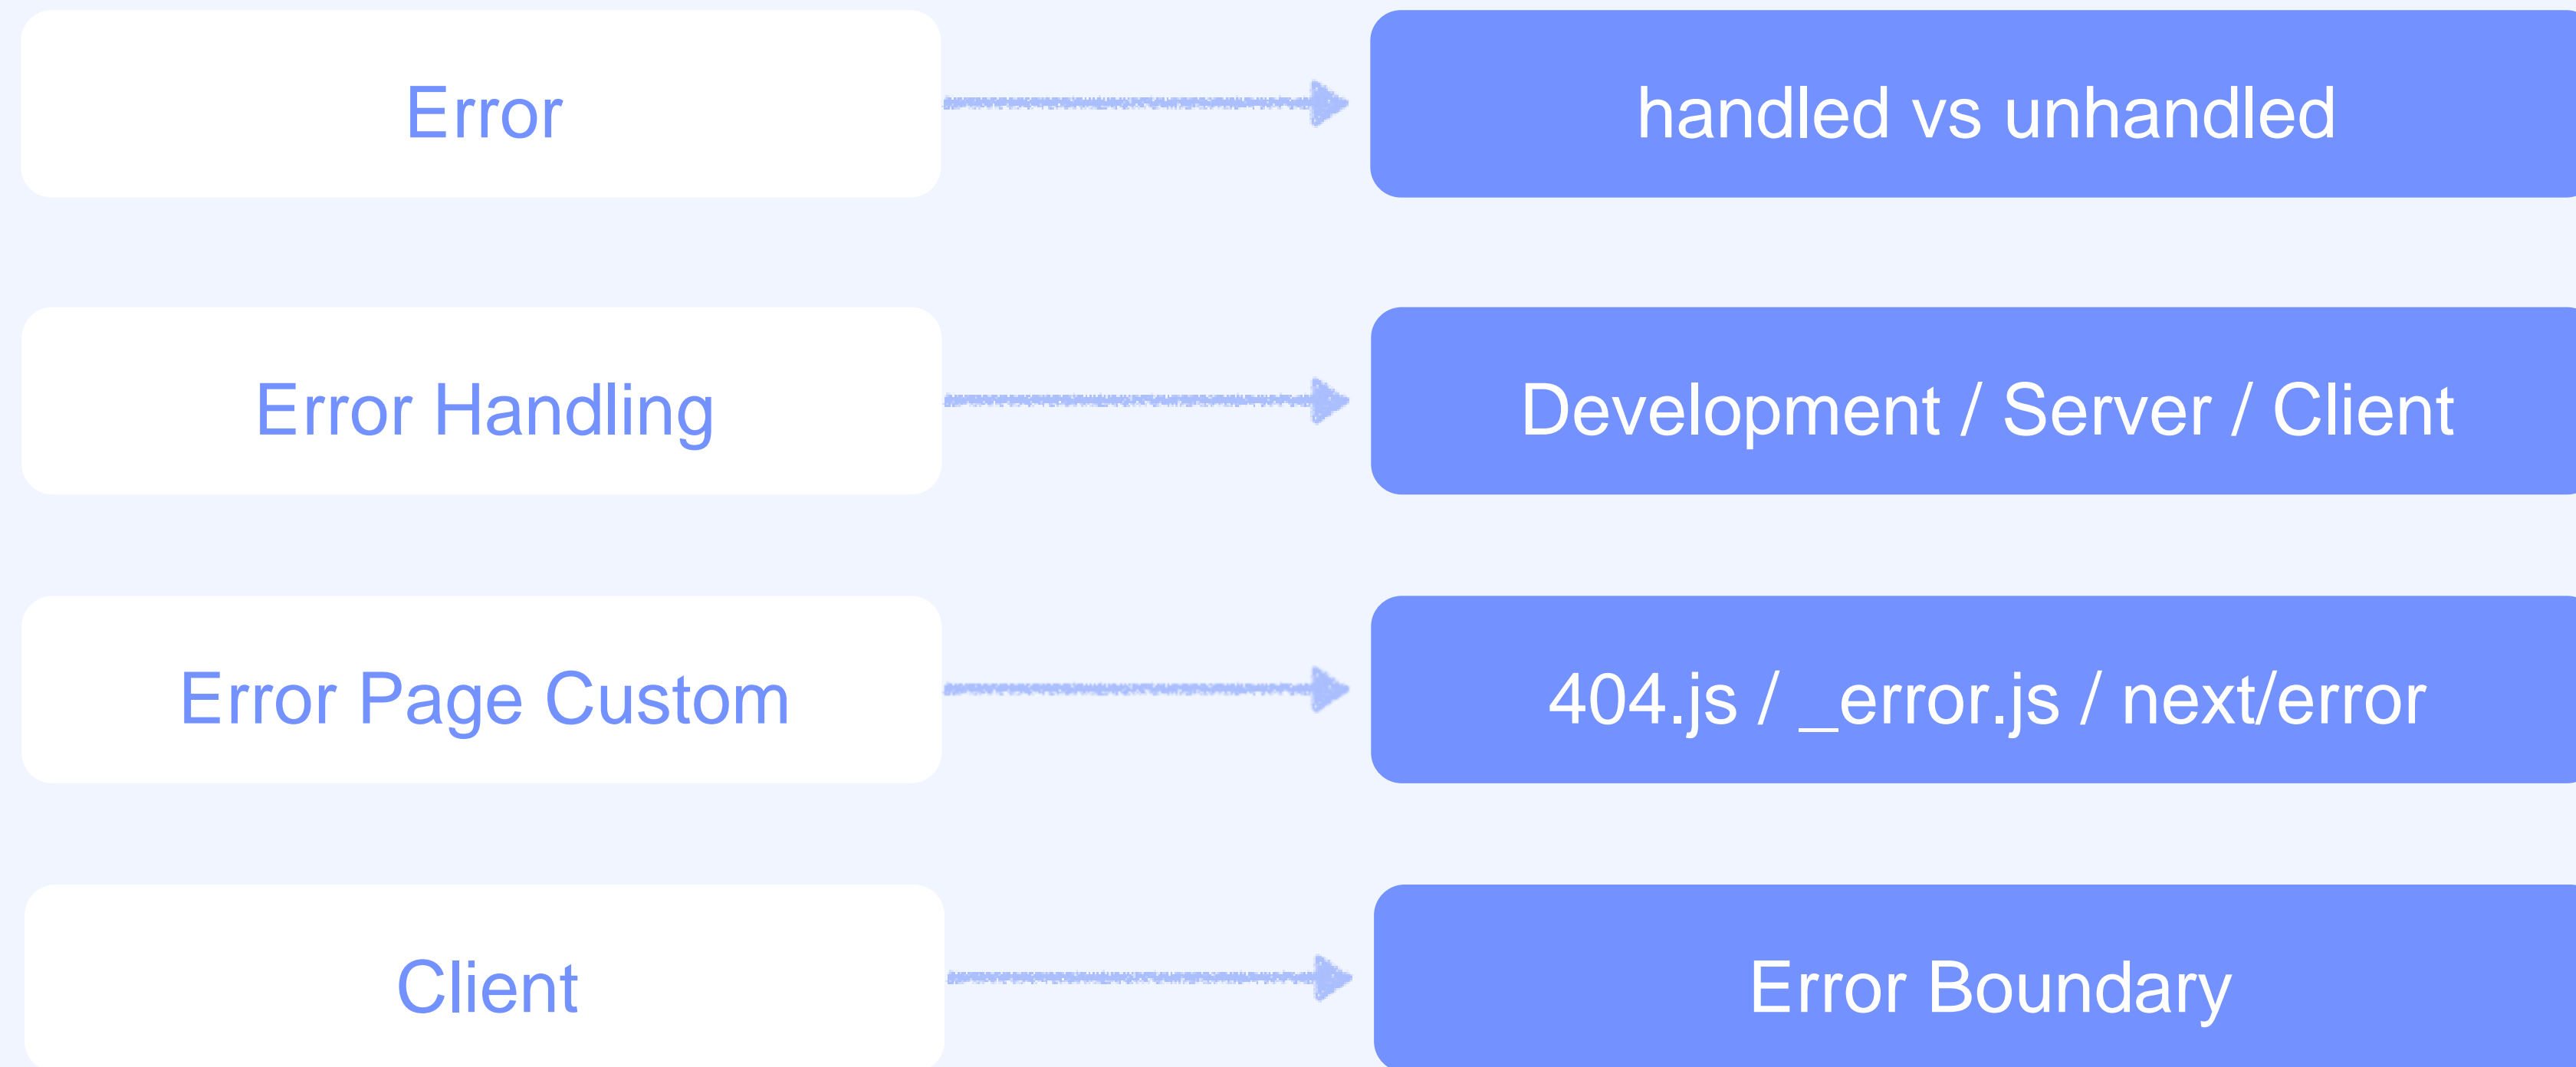 Error
handled vs unhandled
Error Handling
Development / Server / Client
Error Page Custom
404.js / _error.js / next/error
Client
Error Boundary